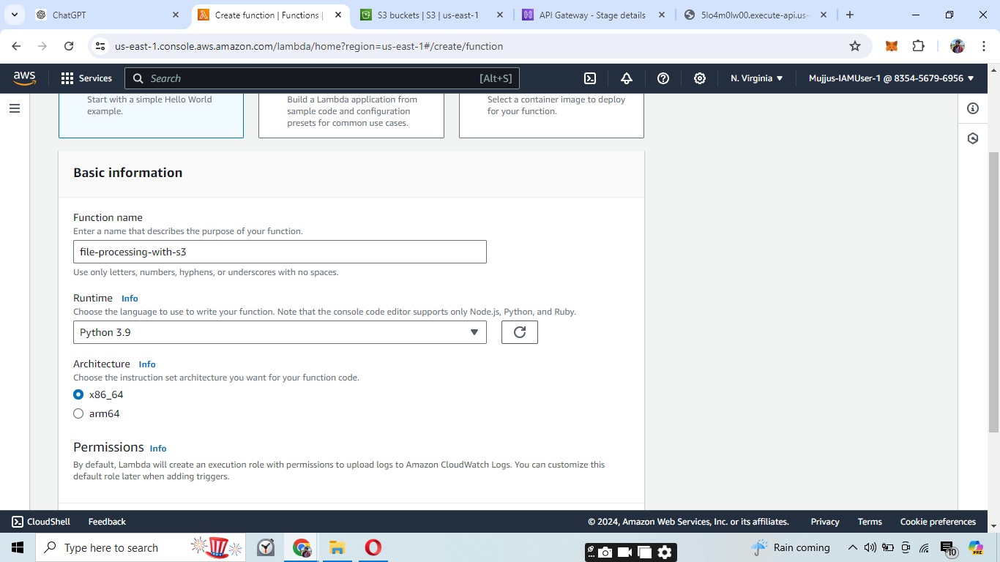 ChatGPT
Create function | Functions |
S3 buckets | S3 | us-east-1
API Gateway - Stage details
5lo4m0lw00.execute-api.us-
us-east-1.console.aws.amazon.com/lambda/home?region=us-east-1#/create/function
aws
Services
Search
[Alt+S]
N. Virginia
Mujjus-IAMUser-1 @ 8354-5679-6956
Start with a simple Hello World
example.
Build a Lambda application from
sample code and configuration
presets for common use cases.
Select a container image to deploy
for your function.
Basic information
Function name
Enter a name that describes the purpose of your function.
file-processing-with-s3
Use only letters, numbers, hyphens, or underscores with no spaces.
Runtime Info
Choose the language to use to write your function. Note that the console code editor supports only Node.js, Python, and Ruby.
Python 3.9
Architecture Info
Choose the instruction set architecture you want for your function code.
x86_64
arm64
Permissions Info
By default, Lambda will create an execution role with permissions to upload logs to Amazon CloudWatch Logs. You can customize this
default role later when adding triggers.
CloudShell
Feedback
© 2024, Amazon Web Services, Inc. or its affiliates.
Privacy
Terms
Cookie preferences
Type here to search
Rain coming
10
PRE